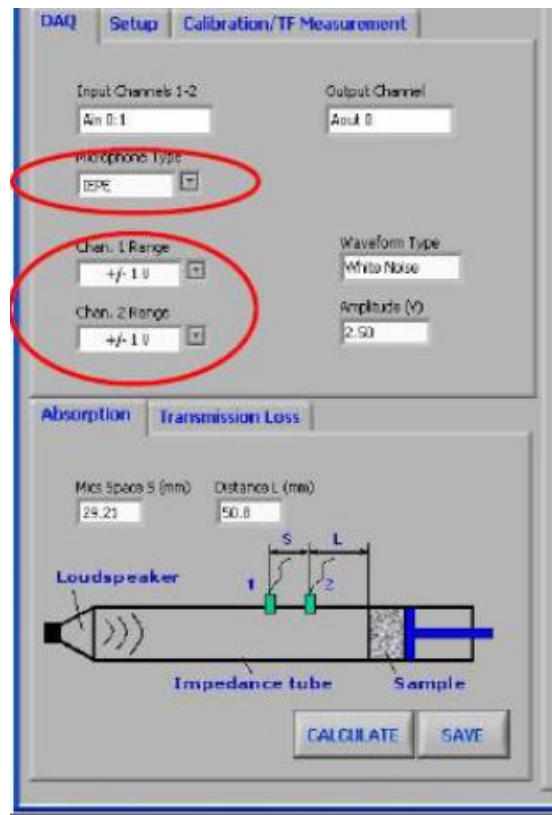 DAQ Setup Calibration/TF Measurement
Input Channels 1-2 Output Channel
Ain 0:1 Aout 0
Microphone Type
IEPE
Chan. 1 Range Waveform Type
+/- 1 V White Noise
Chan. 2 Range Amplitude (V)
+/- 1 V 2.50
Absorption Transmission Loss
Mics Space S (mm) Distance L (mm)
29.21 50.8
S L
Loudspeaker 1 2
Impedance tube Sample
CALCULATE SAVE